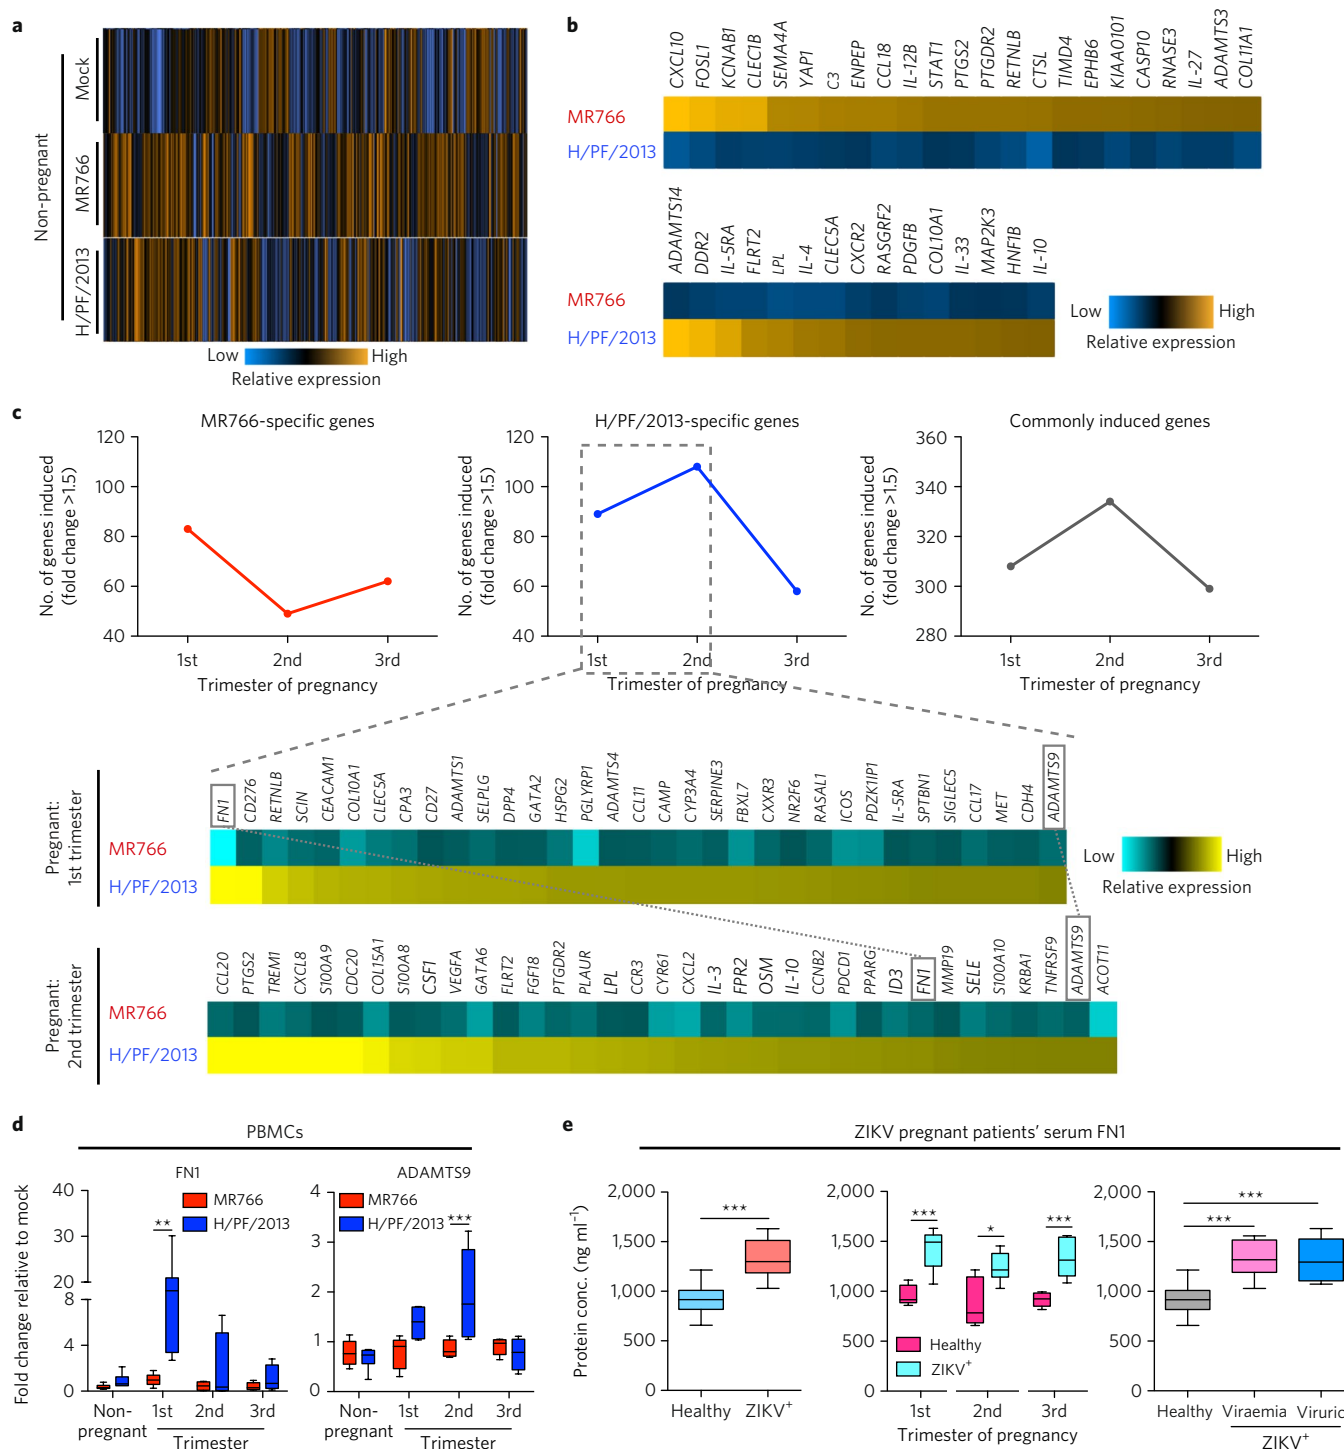 a
Non-pregnant
Mock
MR766
H/PF/2013
Low
High
Relative expression
b
CXCL10
FOSL1
KCNAB1
CLEC1B
SEMA4A
YAP1
C3
ENPEP
CCL18
IL-12B
STAT1
PTGS2
PTGDR2
RETNLB
CTSL
TIMD4
EPHB6
KIAA0101
CASP10
RNASE3
IL-27
ADAMTS3
COL11A1
MR766
H/PF/2013
ADAMTS14
DDR2
IL-5RA
FLRT2
LPL
IL-4
CLEC5A
CXCR2
RASGRF2
PDGFB
COL10A1
IL-33
MAP2K3
HNF1B
IL-10
MR766
H/PF/2013
Low
High
Relative expression
c
MR766-specific genes
No. of genes induced
(fold change >1.5)
120
100
80
60
40
1st 2nd 3rd
Trimester of pregnancy
H/PF/2013-specific genes
No. of genes induced
(fold change >1.5)
120
100
80
60
40
1st 2nd 3rd
Trimester of pregnancy
Commonly induced genes
No. of genes induced
(fold change >1.5)
360
340
320
300
280
1st 2nd 3rd
Trimester of pregnancy
Pregnant:
1st trimester
FN1
CD276
RETNLB
SCIN
CEACAM1
COL10A1
CLEC5A
CPA3
CD27
ADAMTS1
SELPLG
DPP4
GATA2
HSPG2
PGLYRP1
ADAMTS4
CCL11
CAMP
CYP3A4
SERPINE3
FBXL7
CXXR3
NR2F6
RASAL1
ICOS
PDZK1IP1
IL-5RA
SPTBN1
SIGLEC5
CCL17
MET
CDH4
ADAMTS9
MR766
H/PF/2013
Low
High
Relative expression
Pregnant:
2nd trimester
CCL20
PTGS2
TREM1
CXCL8
S100A9
CDC20
COL15A1
S100A8
CSF1
VEGFA
GATA6
FLRT2
FGF18
PTGDR2
PLAUR
LPL
CCR3
CYR61
CXCL2
IL-3
FPR2
OSM
IL-10
CCNB2
PDCD1
PPARG
ID3
FN1
MMP19
SELE
S100A10
KRBA1
TNFRSF9
ADAMTS9
ACOT11
MR766
H/PF/2013
d
PBMCs
Fold change relative to mock
FN1
MR766
H/PF/2013
40
30
20
8
4
0
**
Non-
pregnant
1st 2nd 3rd
Trimester
ADAMTS9
MR766
H/PF/2013
4
3
2
1
0
***
Non-
pregnant
1st 2nd 3rd
Trimester
e
ZIKV pregnant patients' serum FN1
Protein conc. (ng ml⁻¹)
2,000
1,500
1,000
500
0
***
Healthy ZIKV⁺
2,000
1,500
1,000
500
0
*** * ***
Healthy
ZIKV⁺
1st 2nd 3rd
Trimester of pregnancy
2,000
1,500
1,000
500
0
***
***
Healthy Viraemia Viruric
ZIKV⁺